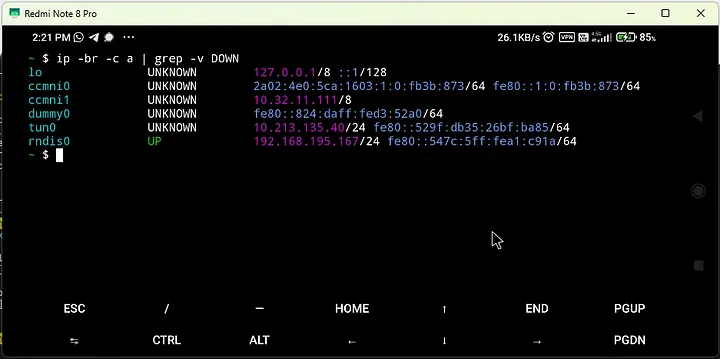 Redmi Note 8 Pro
2:21 PM ··· 26.1KB/s VPN 4.5G 85%
~ $ ip -br -c a | grep -v DOWN
lo UNKNOWN 127.0.0.1/8 ::1/128
ccmni0 UNKNOWN 2a02:4e0:5ca:1603:1:0:fb3b:873/64 fe80::1:0:fb3b:873/64
ccmni1 UNKNOWN 10.32.11.111/8
dummy0 UNKNOWN fe80::824:daff:fed3:52a0/64
tun0 UNKNOWN 10.213.135.40/24 fe80::529f:db35:26bf:ba85/64
rndis0 UP 192.168.195.167/24 fe80::547c:5ff:fea1:c91a/64
~ $
ESC / — HOME ↑ END PGUP
⇆ CTRL ALT ← ↓ → PGDN